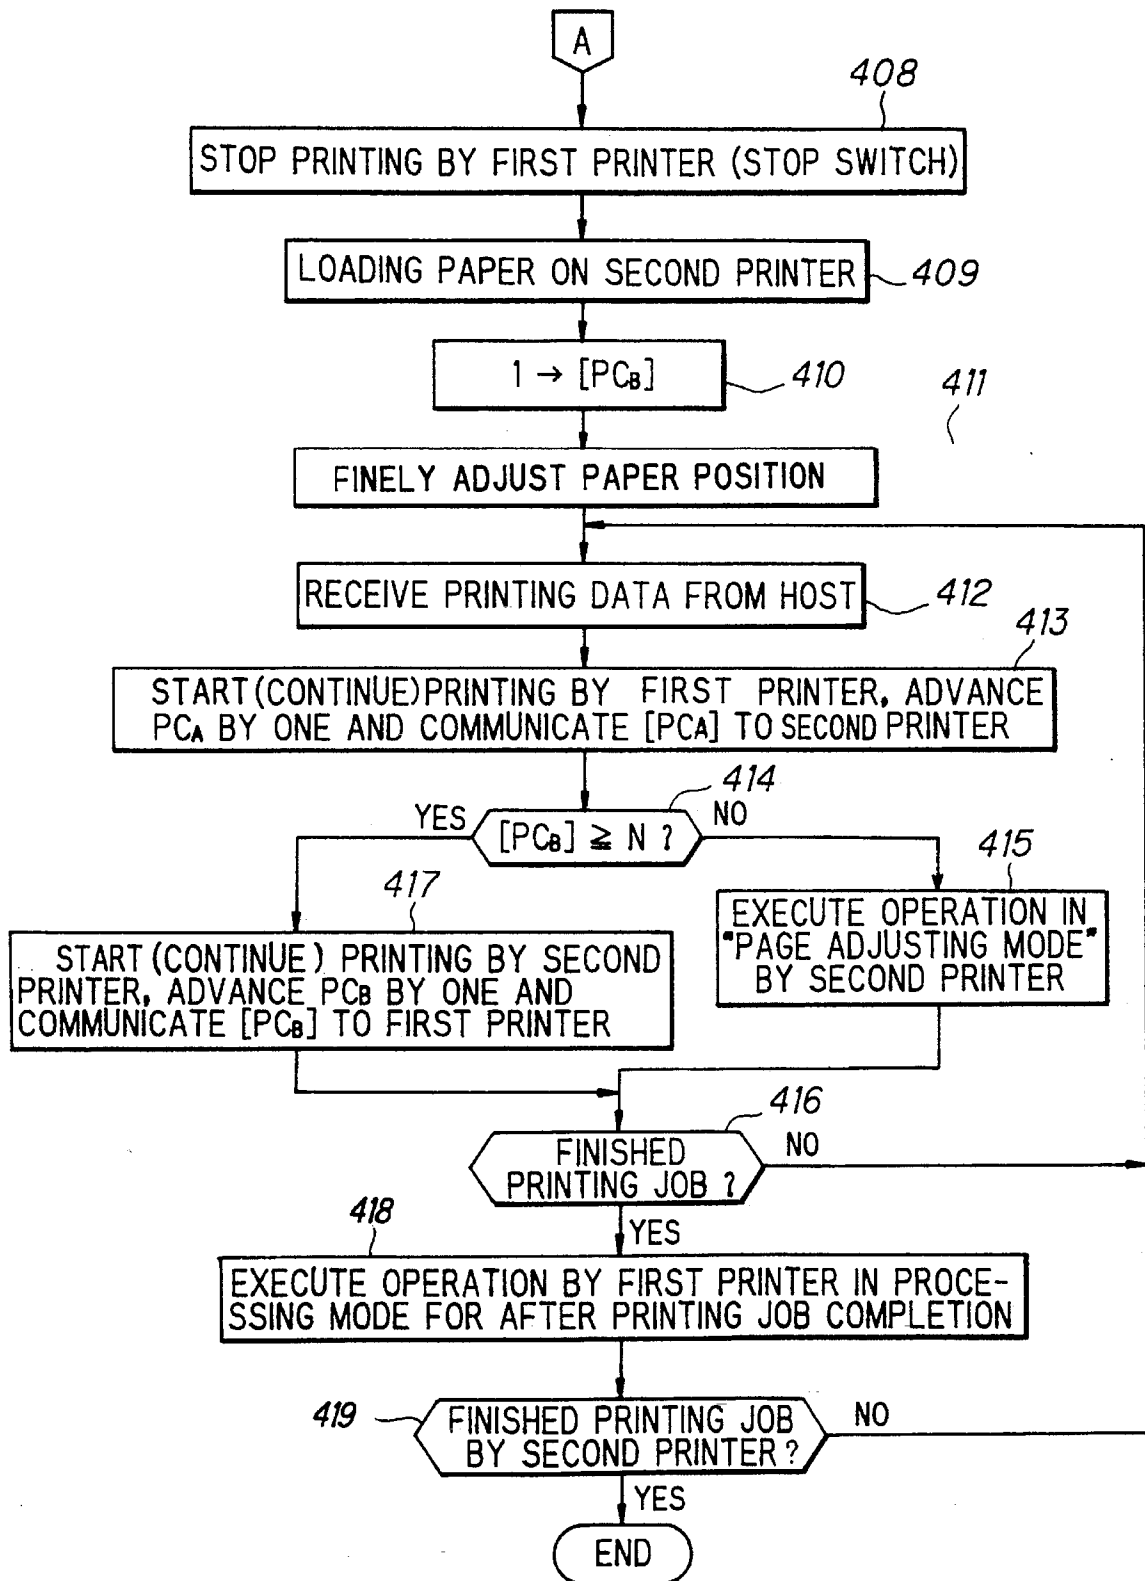 A
408
STOP PRINTING BY FIRST PRINTER (STOP SWITCH)
LOADING PAPER ON SECOND PRINTER
409
1 → [PCB]
410
411
FINELY ADJUST PAPER POSITION
RECEIVE PRINTING DATA FROM HOST
412
413
START (CONTINUE) PRINTING BY FIRST PRINTER, ADVANCE
PCA BY ONE AND COMMUNICATE [PCA] TO SECOND PRINTER
414
YES
[PCB] ≧ N ?
NO
415
417
EXECUTE OPERATION IN
"PAGE ADJUSTING MODE"
BY SECOND PRINTER
START (CONTINUE) PRINTING BY SECOND
PRINTER, ADVANCE PCB BY ONE AND
COMMUNICATE [PCB] TO FIRST PRINTER
416
FINISHED
PRINTING JOB ?
NO
YES
418
EXECUTE OPERATION BY FIRST PRINTER IN PROCE-
SSING MODE FOR AFTER PRINTING JOB COMPLETION
419
FINISHED PRINTING JOB
BY SECOND PRINTER ?
NO
YES
END